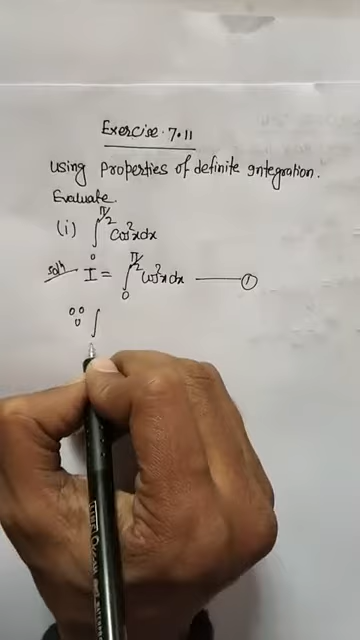 Exercise 7.11
using Properties of definite integration.
Evaluate.
(i) ∫₀^(π/2) cos²x dx
soln I = ∫₀^(π/2) cos²x dx —— ①
∵ ∫